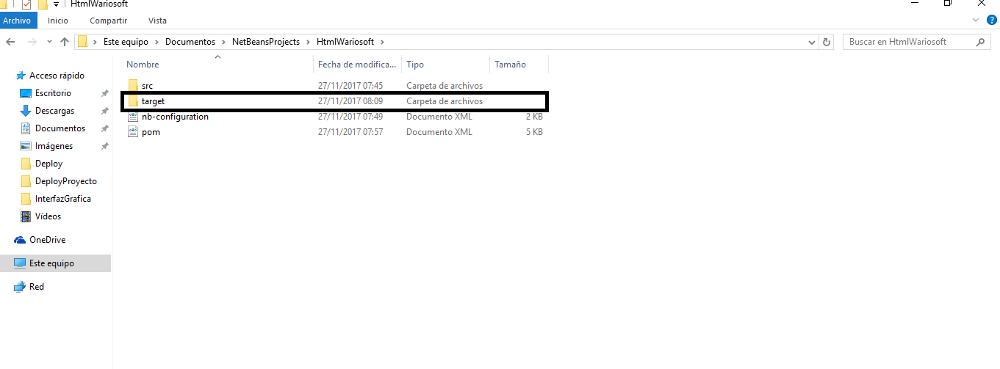 HtmlWariosoft
Archivo Inicio Compartir Vista
Este equipo Documentos NetBeansProjects HtmlWariosoft Buscar en HtmlWariosoft
Nombre Fecha de modifica... Tipo Tamaño
Acceso rápido
Escritorio
Descargas
Documentos
Imágenes
Deploy
DeployProyecto
InterfazGrafica
Vídeos
OneDrive
Este equipo
Red
src 27/11/2017 07:45 Carpeta de archivos
target 27/11/2017 08:09 Carpeta de archivos
nb-configuration 27/11/2017 07:49 Documento XML 2 KB
pom 27/11/2017 07:57 Documento XML 5 KB